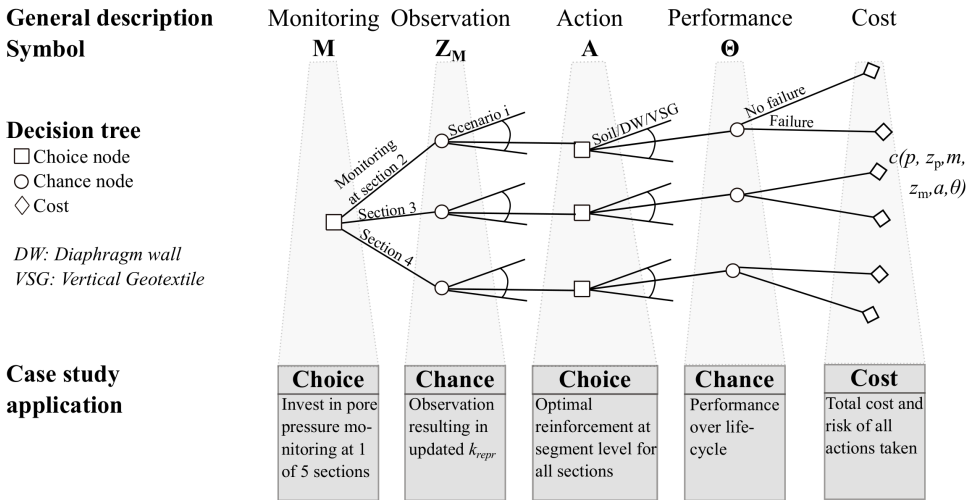 General description
Monitoring
Observation
Action
Performance
Cost
Symbol
M
Z_M
A
Θ
Decision tree
Choice node
Chance node
Cost
DW: Diaphragm wall
VSG: Vertical Geotextile
Monitoring
at section 2
Section 3
Section 4
Scenario i
Soil/DW/VSG
No failure
Failure
c(p, z_p,m,
z_m,a,θ)
Case study
application
Choice
Invest in pore
pressure mo-
nitoring at 1
of 5 sections
Chance
Observation
resulting in
updated k_repr
Choice
Optimal
reinforcement at
segment level for
all sections
Chance
Performance
over life-
cycle
Cost
Total cost and
risk of all
actions taken